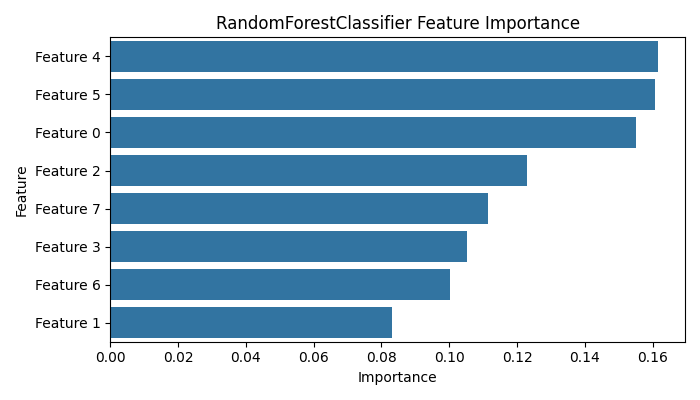 RandomForestClassifier Feature Importance
Feature 4
Feature 5
Feature 0
Feature 2
Feature 7
Feature 3
Feature 6
Feature 1
Feature
0.00 0.02 0.04 0.06 0.08 0.10 0.12 0.14 0.16
Importance